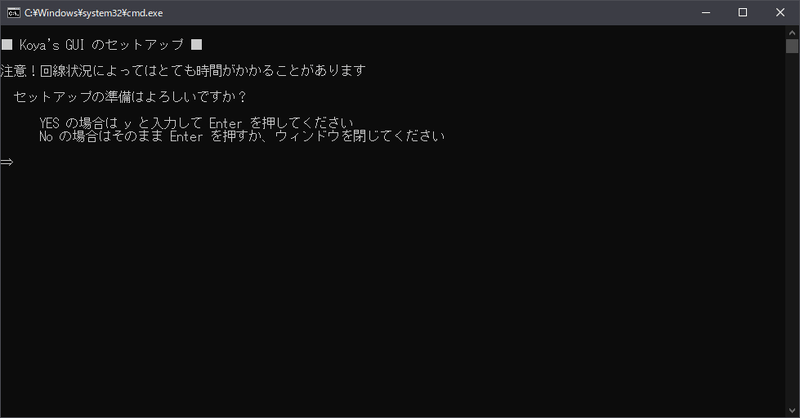 C:¥Windows¥system32¥cmd.exe
■ Koya's GUI のセットアップ ■
注意！回線状況によってはとても時間がかかることがあります
セットアップの準備はよろしいですか？
YES の場合は y と入力して Enter を押してください
No の場合はそのまま Enter を押すか、ウィンドウを閉じてください
⇒